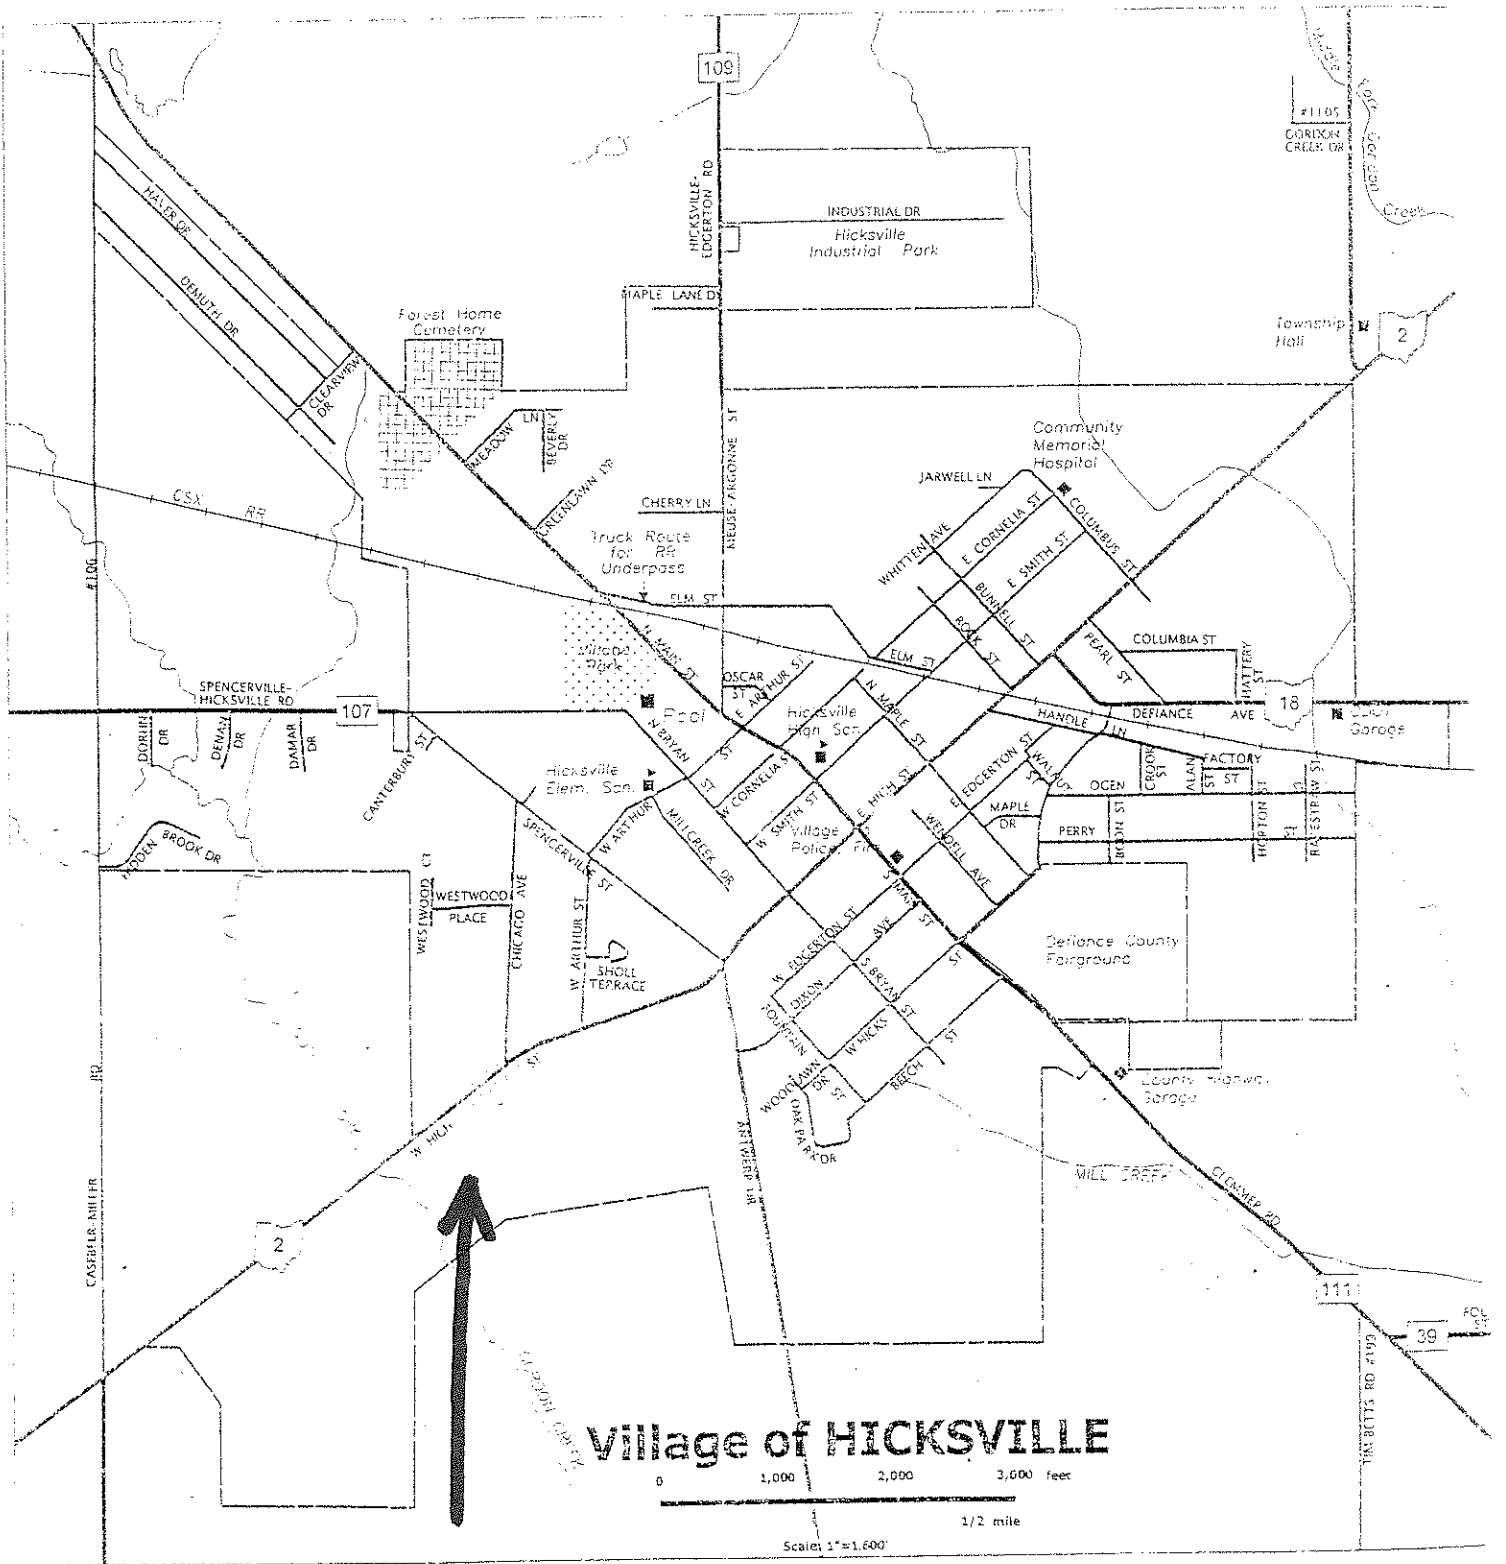 109
#1105
GORDON
CREEK DR
Creek
HICKSVILLE-
EDGERTON RD
INDUSTRIAL DR
Hicksville
Industrial Park
HAVER DR
DEMUTH DR
CLEARVIEW
DR
MAPLE LANE D
Forest Home
Cemetery
Township
Hall
2
MEADOW LN
BEVERLY
DR
GREENLAWN DR
CHERRY LN
MEUSE-ARGONNE ST
Community
Memorial
Hospital
JARWELL LN
WHITTEN AVE
E CORNELIA ST
E SMITH ST
COLUMBUS ST
BUNNELL ST
ROCK ST
CSX RR
#106
Truck Route
for RR
Underpass
ELM ST
ELM ST
N MAIN ST
Village
Park
Pool
OSCAR
ST
E ARTHUR ST
PEARL ST
COLUMBIA ST
HATTERY
ST
SPENCERVILLE-
HICKSVILLE RD
107
DENAN
DR
DAMAR
DR
CANTERBURY ST
N BRYAN ST
Hicksville
High Sch.
N MAPLE ST
HANDLE LN
DEFIANCE AVE
18
Garage
Hicksville
Elem. Sch.
W CORNELIA ST
W SMITH ST
E HIGH ST
E EDGERTON ST
WALNUT
ST
CROOK
ST
ALAN
ST
FACTORY
ST
OGEN
MAPLE
DR
PERRY ST
HORTON ST
HIDDEN BROOK DR
SPENCERVILLE ST
W ARTHUR ST
MILLCREEK DR
Village
WENDELL AVE
WESTWOOD CT
WESTWOOD
PLACE
CHICAGO AVE
W ARTHUR ST
SHOLL
TERRACE
S MAIN ST
W EDGERTON ST
DIXON AVE
S BRYAN ST
Defiance County
Fairground
FOUNTAIN ST
W HICKS ST
WOODLAWN
DR
BEECH ST
OAK PARK DR
County Highway
Garage
W HIGH ST
ANTWERP DR
MILL CREEK
CLEMMER RD
CASEBEER-MILLER RD
2
111
39
Village of HICKSVILLE
0 1,000 2,000 3,000 feet
1/2 mile
Scale: 1"=1,600'